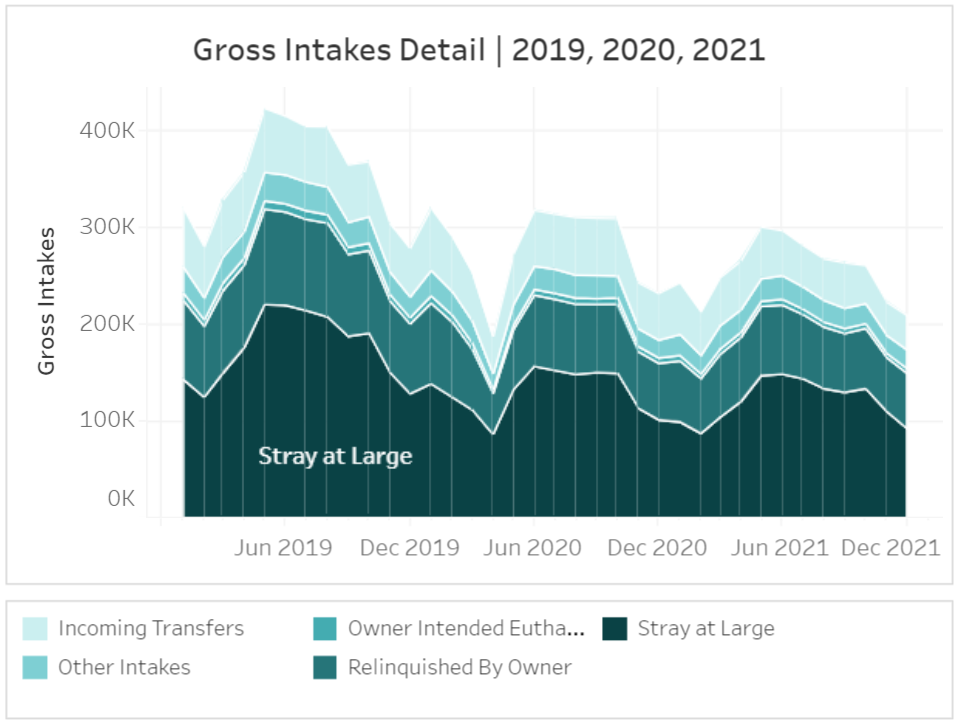 Gross Intakes Detail | 2019, 2020, 2021
Gross Intakes
400K
300K
200K
100K
0K
Stray at Large
Jun 2019 Dec 2019 Jun 2020 Dec 2020 Jun 2021 Dec 2021
Incoming Transfers Owner Intended Eutha... Stray at Large
Other Intakes Relinquished By Owner